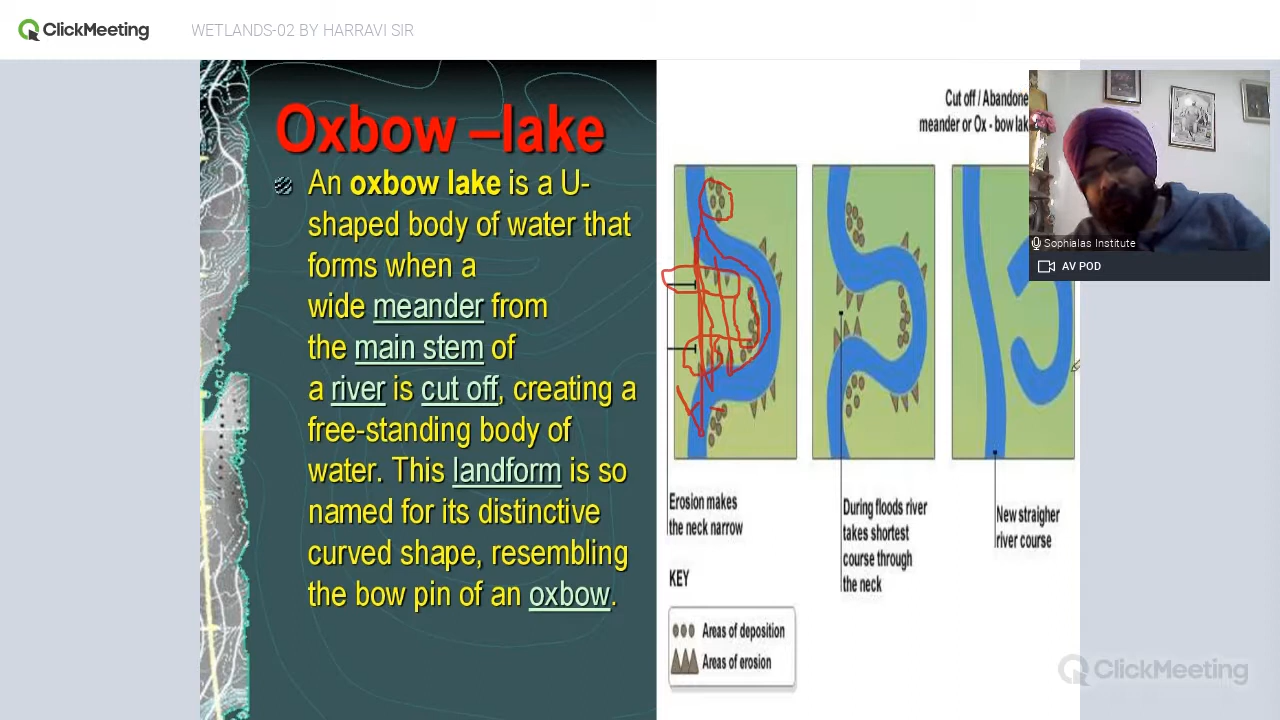 ClickMeeting
WETLANDS-02 BY HARRAVI SIR
Oxbow –lake
An oxbow lake is a U-
shaped body of water that
forms when a
wide meander from
the main stem of
a river is cut off, creating a
free-standing body of
water. This landform is so
named for its distinctive
curved shape, resembling
the bow pin of an oxbow.
Cut off / Abandone
meander or Ox - bow lak
Sophialas Institute
AV POD
Erosion makes
the neck narrow
During floods river
takes shortest
course through
the neck
New straigher
river course
KEY
Areas of deposition
Areas of erosion
ClickMeeting